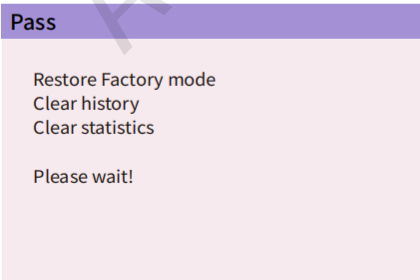 Pass
Restore Factory mode
Clear history
Clear statistics
Please wait!